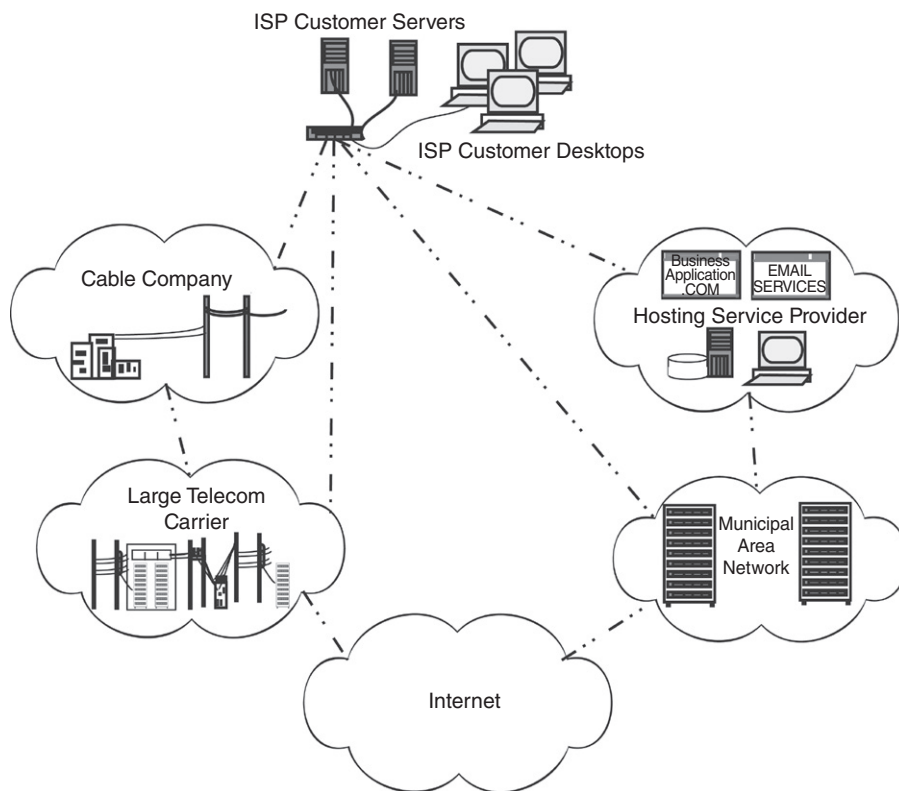 ISP Customer Servers
ISP Customer Desktops
Cable Company
Business
Application
.COM
EMAIL
SERVICES
Hosting Service Provider
Large Telecom
Carrier
Municipal
Area
Network
Internet